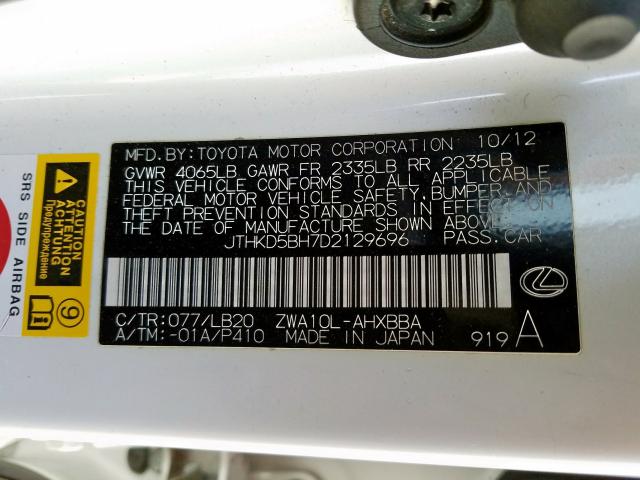 MFD.BY:TOYOTA MOTOR CORPORATION 10/12
GVWR 4065LB GAWR FR 2335LB RR 2235LB
THIS VEHICLE CONFORMS TO ALL APPLICABLE
FEDERAL MOTOR VEHICLE SAFETY, BUMPER, AND
THEFT PREVENTION STANDARDS IN EFFECT ON
THE DATE OF MANUFACTURE SHOWN ABOVE.
JTHKD5BH7D2129696 PASS.CAR
C/TR:077/LB20 ZWA10L-AHXBBA
A/TM:-01A/P410 MADE IN JAPAN 919 A
SRS SIDE AIRBAG
CAUTION
ATTENTION
Предупреждение
9